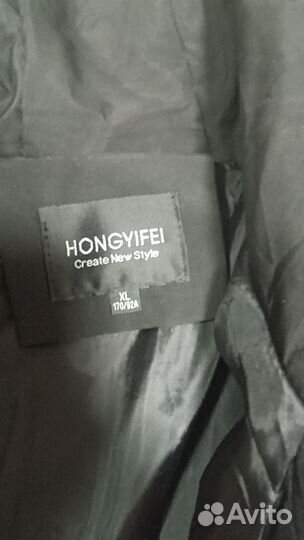 HONGYIFEI
Create New Style
XL
170/92A
Avito